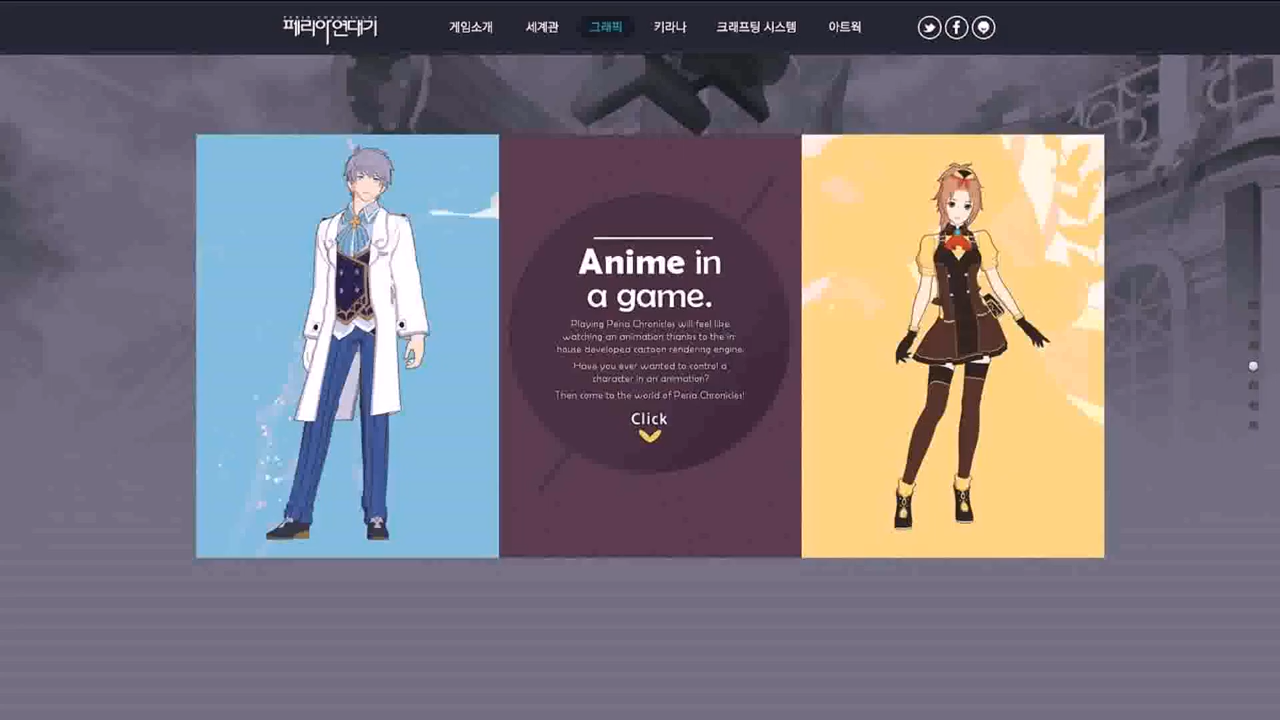 PERIA CHRONICLES
페리아연대기
게임소개 세계관 그래픽 키라나 크래프팅 시스템 아트웍
Anime in
a game.
Playing Peria Chronicles will feel like
watching an animation thanks to the in-
house developed cartoon rendering engine.
Have you ever wanted to control a
character in an animation?
Then come to the world of Peria Chronicles!
Click